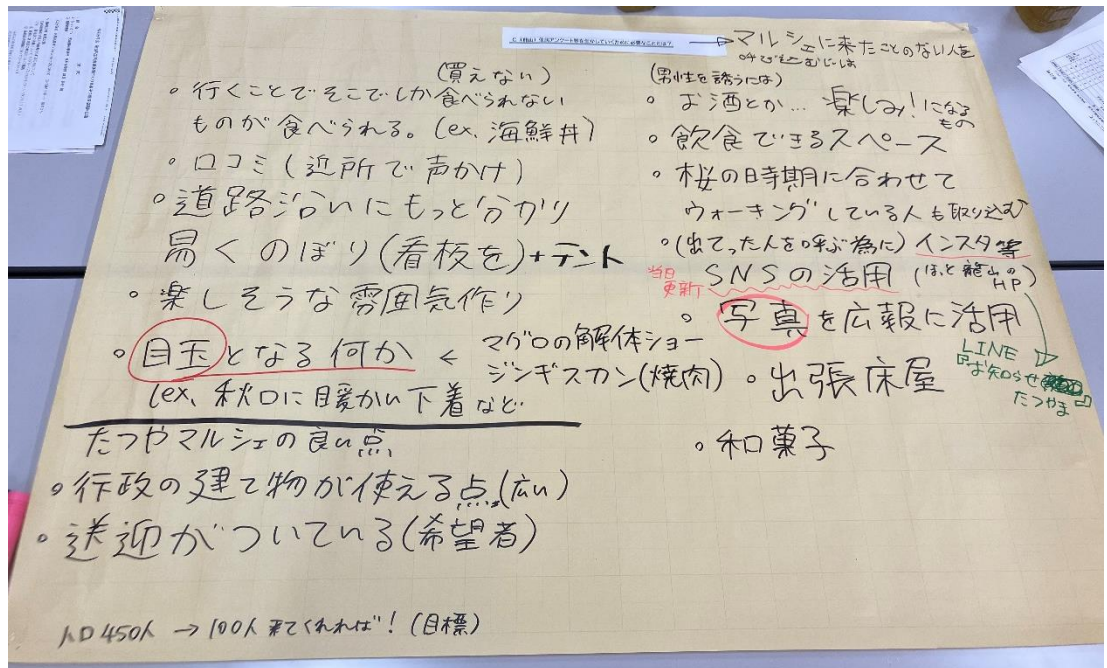 →マルシェに来たことのない人を
呼び込むには
(買えない)
。行くことでそこでしか食べられない
ものが食べられる。(ex、海鮮丼)
。口コミ(近所で声かけ)
。道路沿いにもっと分かり
易くのぼり(看板を)+テント
。楽しそうな雰囲気作り
。目玉となる何か ← マグロの解体ショー
ジンギスカン(焼肉)
(ex、秋口に暖かい下着など
たつやマルシェの良い点
。行政の建て物が使える点。(広い)
。送迎がついている(希望者)
人口450人 → 100人来てくれれば!(目標)
(男性を誘うには)
。お酒とか… 楽しみ!になる
もの
。飲食できるスペース
。桜の時期に合わせて
ウォーキングしている人も取り込む
。(出てった人を呼ぶ為に)インスタ等
当日
更新
SNSの活用 (ほっと龍山の
HP)
。写真を広報に活用
LINE
『お知らせ
たつやま』
。出張床屋
。和菓子